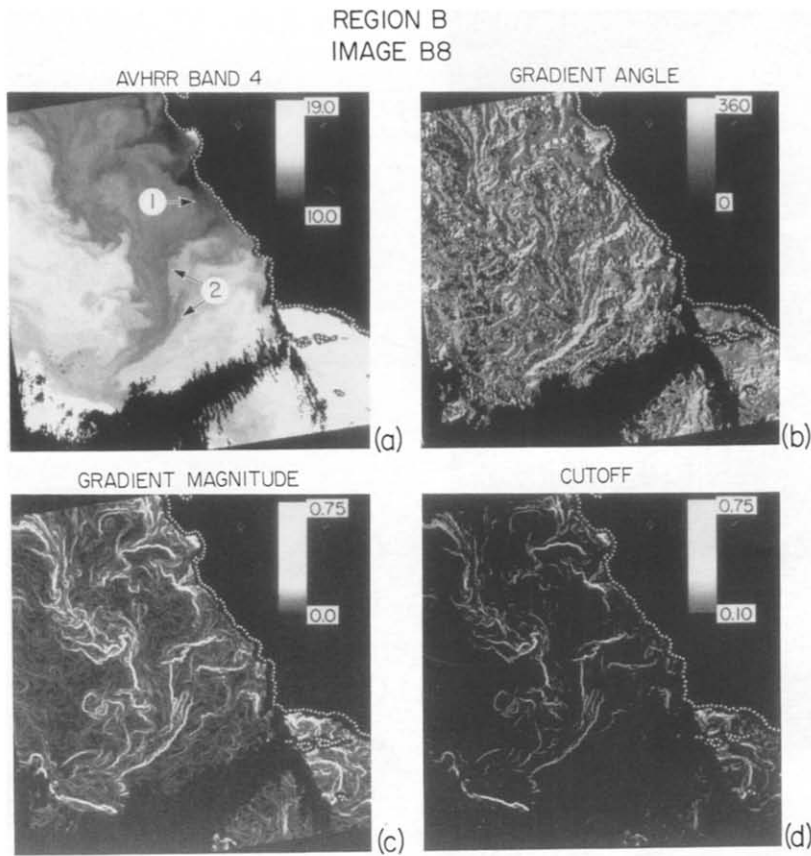 REGION B
IMAGE B8
AVHRR BAND 4
GRADIENT ANGLE
19.0
10.0
1
2
(a)
360
0
(b)
GRADIENT MAGNITUDE
CUTOFF
0.75
0.0
(c)
0.75
0.10
(d)